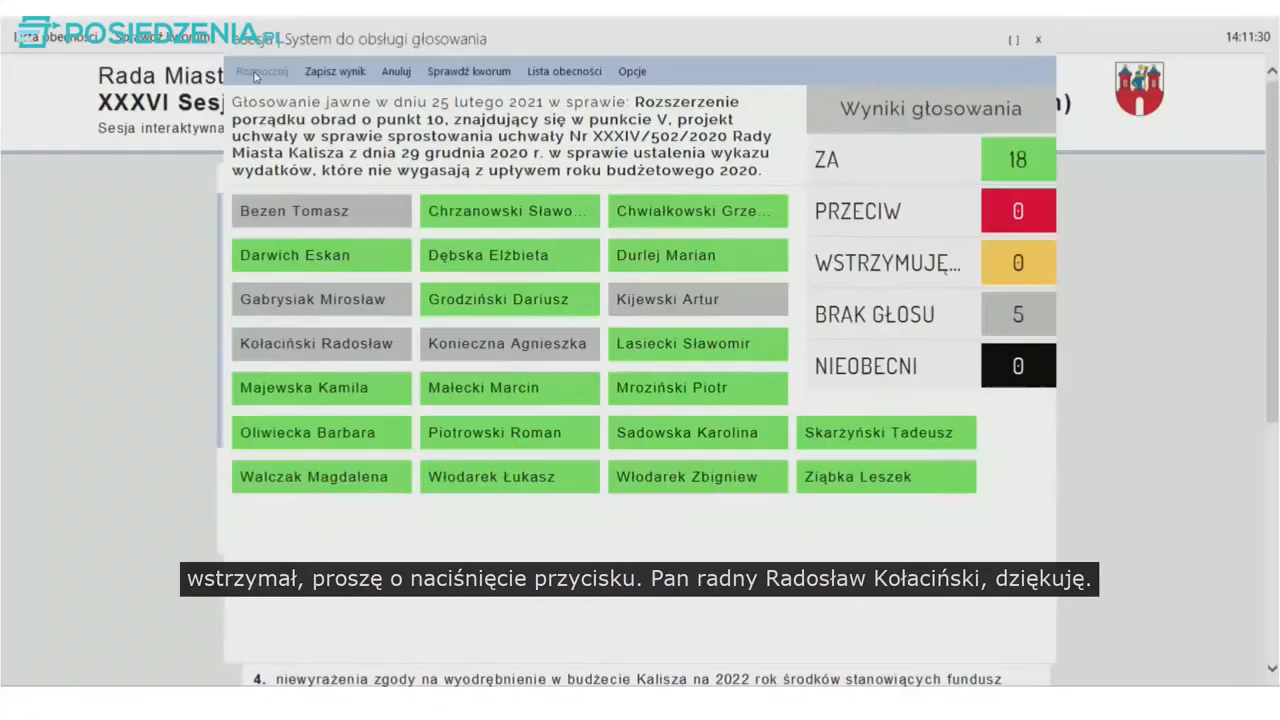 POSIEDZENIA.PL
Lista obecności Sprawdź kworum
eSesja | System do obsługi głosowania
[ ] x
14:11:30
Rozpocznij Zapisz wynik Anuluj Sprawdź kworum Lista obecności Opcje
Rada Miast
XXXVI Ses
)
Sesja interaktywna
Głosowanie jawne w dniu 25 lutego 2021 w sprawie: Rozszerzenie
porządku obrad o punkt 10, znajdujący się w punkcie V, projekt
uchwały w sprawie sprostowania uchwały Nr XXXIV/502/2020 Rady
Miasta Kalisza z dnia 29 grudnia 2020 r. w sprawie ustalenia wykazu
wydatków, które nie wygasają z upływem roku budżetowego 2020.
Wyniki głosowania
ZA 18
PRZECIW 0
WSTRZYMUJĘ... 0
BRAK GŁOSU 5
NIEOBECNI 0
Bezen Tomasz Chrzanowski Sławo... Chwiałkowski Grze...
Darwich Eskan Dębska Elżbieta Durlej Marian
Gabrysiak Mirosław Grodziński Dariusz Kijewski Artur
Kołaciński Radosław Konieczna Agnieszka Lasiecki Sławomir
Majewska Kamila Małecki Marcin Mroziński Piotr
Oliwiecka Barbara Piotrowski Roman Sadowska Karolina Skarżyński Tadeusz
Walczak Magdalena Włodarek Łukasz Włodarek Zbigniew Ziąbka Leszek
wstrzymał, proszę o naciśnięcie przycisku. Pan radny Radosław Kołaciński, dziękuję.
4. niewyrażenia zgody na wyodrębnienie w budżecie Kalisza na 2022 rok środków stanowiących fundusz